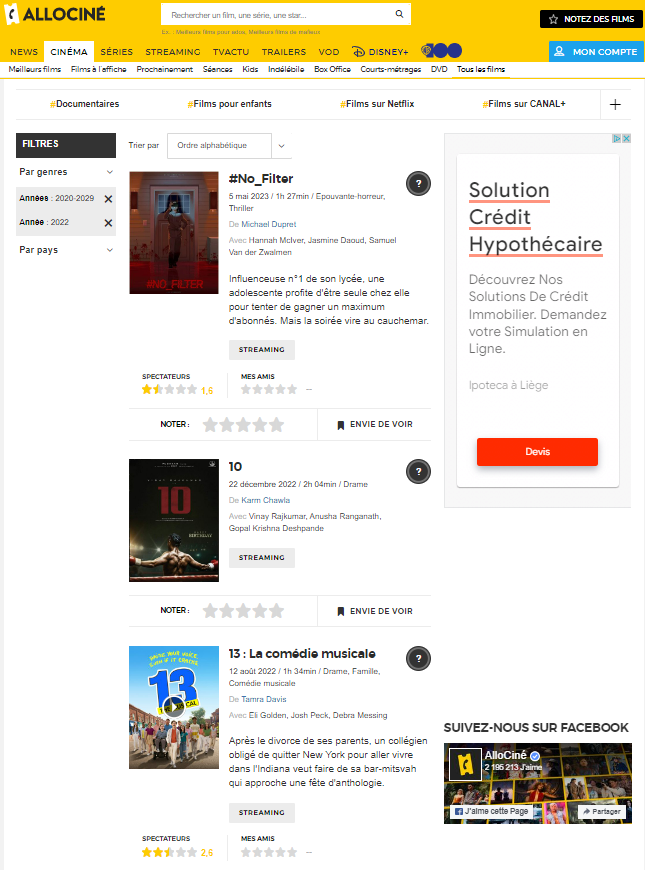 ALLOCINÉ
Rechercher un film, une série, une star...
Ex. : Meilleurs films pour ados, Meilleurs films de mafieux
NOTEZ DES FILMS
NEWS CINÉMA SÉRIES STREAMING TVACTU TRAILERS VOD DISNEY+ 100 MON COMPTE
Meilleurs films Films à l'affiche Prochainement Séances Kids Indélébile Box Office Courts-métrages DVD Tous les films
#Documentaires #Films pour enfants #Films sur Netflix #Films sur CANAL+ +
FILTRES
Par genres
Années : 2020-2029
Année : 2022
Par pays
Trier par Ordre alphabétique
#No_Filter
?
5 mai 2023 / 1h 27min / Epouvante-horreur,
Thriller
De Michael Dupret
Avec Hannah McIver, Jasmine Daoud, Samuel
Van der Zwalmen
#NO_FILTER
Influenceuse n°1 de son lycée, une
adolescente profite d'être seule chez elle
pour tenter de gagner un maximum
d'abonnés. Mais la soirée vire au cauchemar.
STREAMING
SPECTATEURS MES AMIS
1,6 --
NOTER : ENVIE DE VOIR
10
?
22 décembre 2022 / 2h 04min / Drame
De Karm Chawla
Avec Vinay Rajkumar, Anusha Ranganath,
Gopal Krishna Deshpande
10
STREAMING
NOTER : ENVIE DE VOIR
13 : La comédie musicale
?
12 août 2022 / 1h 34min / Drame, Famille,
Comédie musicale
De Tamra Davis
Avec Eli Golden, Josh Peck, Debra Messing
13
Après le divorce de ses parents, un collégien
obligé de quitter New York pour aller vivre
dans l'Indiana veut faire de sa bar-mitsvah
qui approche une fête d'anthologie.
STREAMING
SPECTATEURS MES AMIS
2,6 --
Solution
Crédit
Hypothécaire
Découvrez Nos
Solutions De Crédit
Immobilier. Demandez
votre Simulation en
Ligne.
Ipoteca à Liège
Devis
SUIVEZ-NOUS SUR FACEBOOK
AlloCiné
2 195 213 J'aime
J'aime cette Page Partager